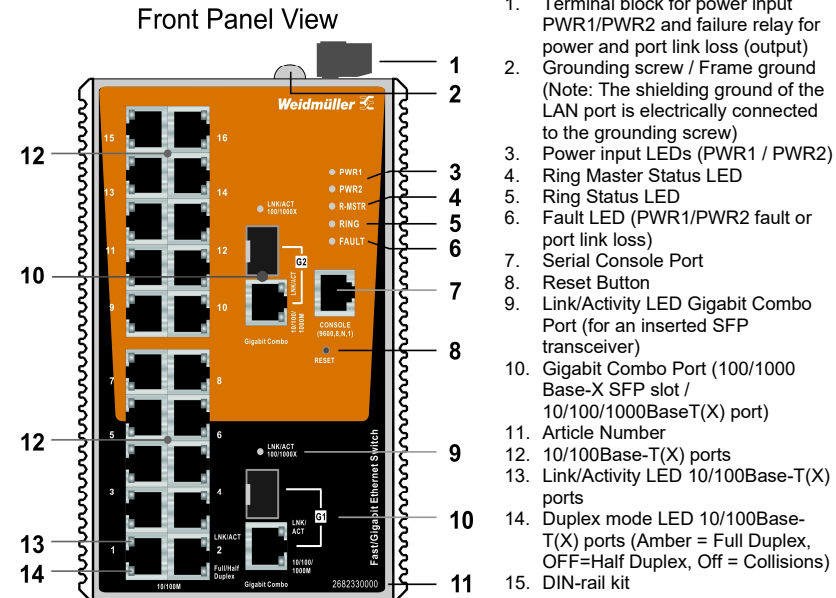 Front Panel View
1
2
Weidmüller
15
16
12
13
14
PWR1
PWR2
R-MSTR
RING
FAULT
3
4
5
6
LNK/ACT
100/1000X
11
12
G2
LNK/ACT
10
9
10
10/100/
1000M
Gigabit Combo
CONSOLE
(9600,8,N,1)
7
RESET
8
7
8
5
6
12
LNK/ACT
100/1000X
9
3
4
G1
10
LNK/
ACT
10/100/
1000M
Gigabit Combo
Fast/Gigabit Ethernet Switch
LNK/ACT
13
1
2
Full/Half
Duplex
14
10/100M
2682330000
11
1. Terminal block for power input
PWR1/PWR2 and failure relay for
power and port link loss (output)
2. Grounding screw / Frame ground
(Note: The shielding ground of the
LAN port is electrically connected
to the grounding screw)
3. Power input LEDs (PWR1 / PWR2)
4. Ring Master Status LED
5. Ring Status LED
6. Fault LED (PWR1/PWR2 fault or
port link loss)
7. Serial Console Port
8. Reset Button
9. Link/Activity LED Gigabit Combo
Port (for an inserted SFP
transceiver)
10. Gigabit Combo Port (100/1000
Base-X SFP slot /
10/100/1000BaseT(X) port)
11. Article Number
12. 10/100Base-T(X) ports
13. Link/Activity LED 10/100Base-T(X)
ports
14. Duplex mode LED 10/100Base-
T(X) ports (Amber = Full Duplex,
OFF=Half Duplex, Off = Collisions)
15. DIN-rail kit